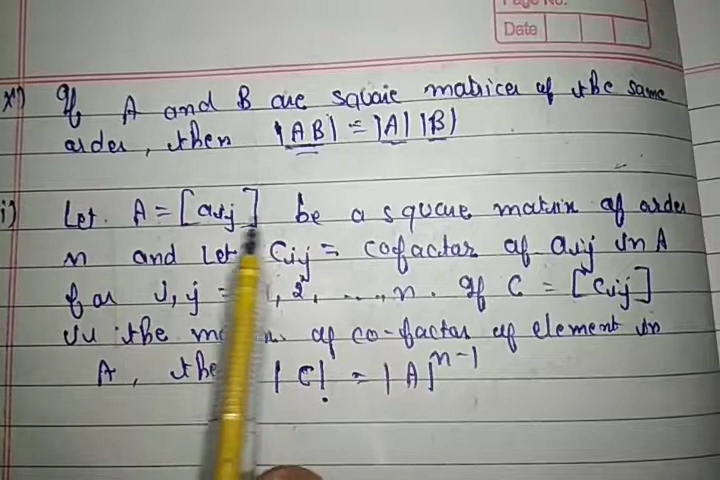 Page No.
Date
x) If A and B are square matrices of the same
order, then |AB| = |A| |B|
i) Let A = [aij] be a square matrix of order
n and let Cij = cofactor of aij in A
for i, j = 1, 2, ...., n. If C = [Cij]
is the of co-factor of element in
A, |C| = |A|^n-1